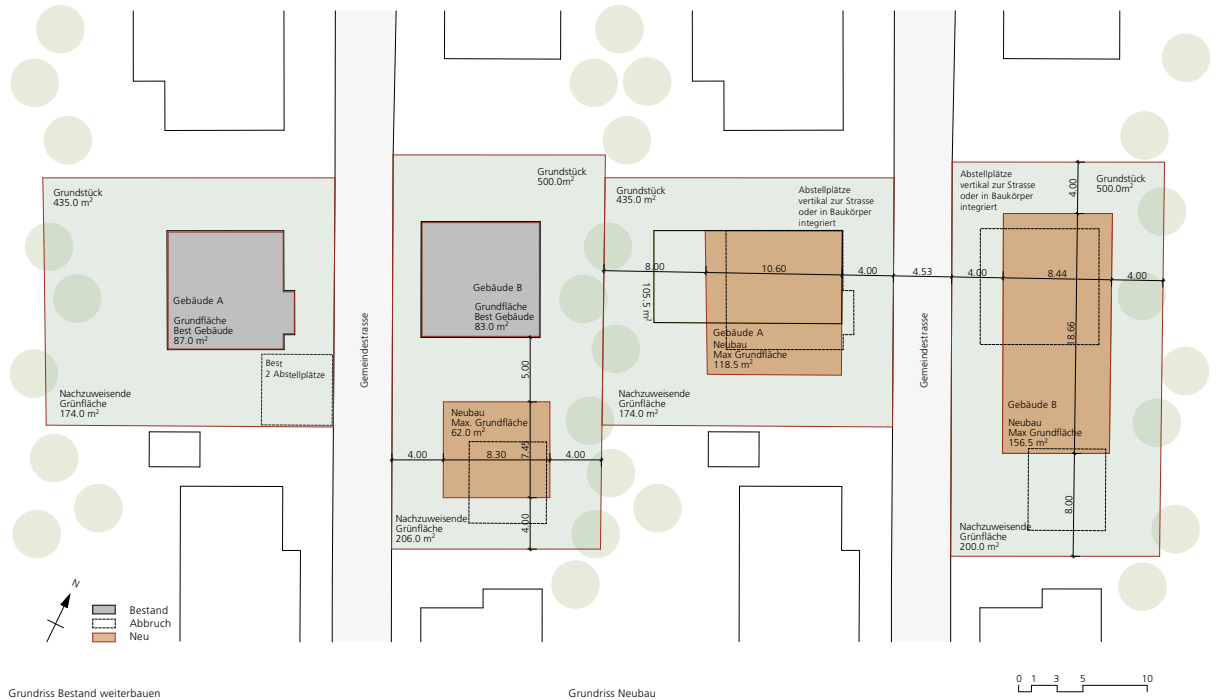 Grundstück
435.0 m²
Gebäude A
Grundfläche
Best Gebäude
87.0 m²
Best
2 Abstellplätze
Nachzuweisende
Grünfläche
174.0 m²
Gemeindestrasse
Grundstück
500.0m²
Gebäude B
Grundfläche
Best Gebäude
83.0 m²
5.00
Neubau
Max. Grundfläche
62.0 m²
7.45
4.00
8.30
4.00
4.00
Nachzuweisende
Grünfläche
206.0 m²
Grundstück
435.0 m²
Abstellplätze
vertikal zur Strasse
oder in Baukörper
integriert
8.00
10.60
4.00
4.53
105.5 m²
Gebäude A
Neubau
Max Grundfläche
118.5 m²
Nachzuweisende
Grünfläche
174.0 m²
Gemeindestrasse
Abstellplätze
vertikal zur Strasse
oder in Baukörper
integriert
Grundstück
500.0m²
4.00
4.00
8.44
4.00
18.66
Gebäude B
Neubau
Max Grundfläche
156.5 m²
8.00
Nachzuweisende
Grünfläche
200.0 m²
N
Bestand
Abbruch
Neu
0 1 3 5 10
Grundriss Bestand weiterbauen
Grundriss Neubau